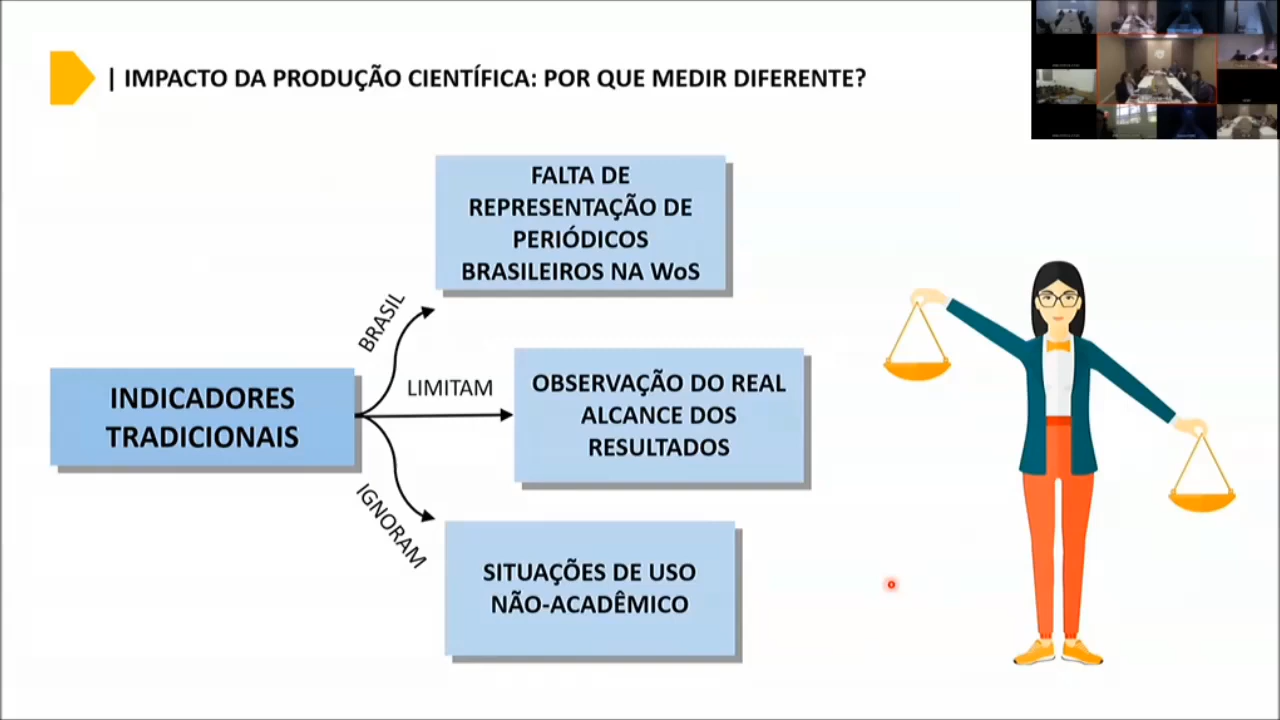 | IMPACTO DA PRODUÇÃO CIENTÍFICA: POR QUE MEDIR DIFERENTE?
FALTA DE
REPRESENTAÇÃO DE
PERIÓDICOS
BRASILEIROS NA WoS
BRASIL
INDICADORES
TRADICIONAIS
LIMITAM
OBSERVAÇÃO DO REAL
ALCANCE DOS
RESULTADOS
IGNORAM
SITUAÇÕES DE USO
NÃO-ACADÊMICO